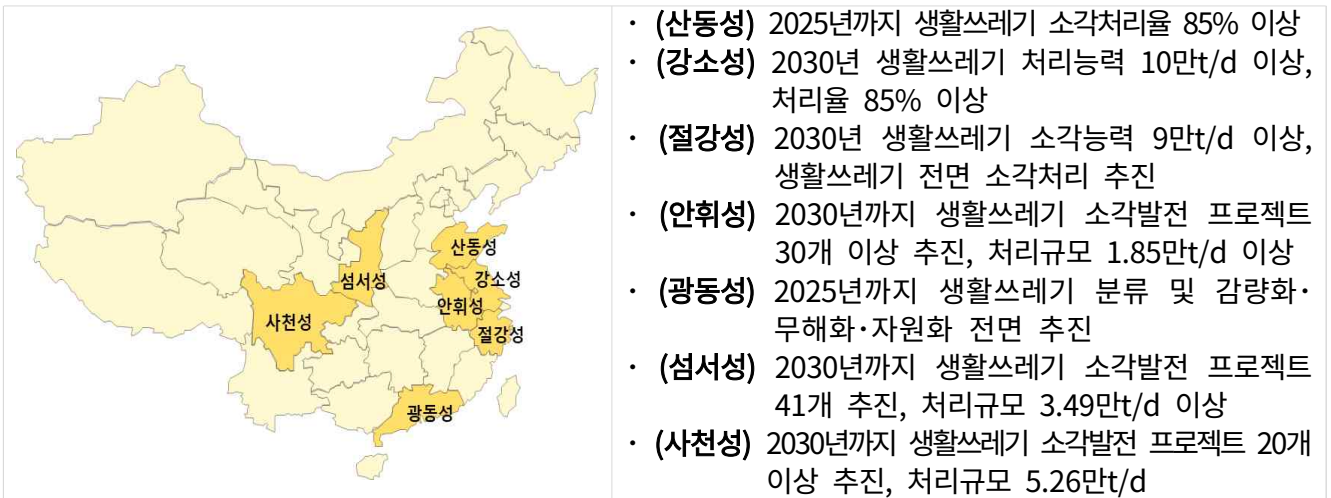 산동성
섬서성
강소성
안휘성
사천성
절강성
광동성
· (산동성) 2025년까지 생활쓰레기 소각처리율 85% 이상
· (강소성) 2030년 생활쓰레기 처리능력 10만t/d 이상,
처리율 85% 이상
· (절강성) 2030년 생활쓰레기 소각능력 9만t/d 이상,
생활쓰레기 전면 소각처리 추진
· (안휘성) 2030년까지 생활쓰레기 소각발전 프로젝트
30개 이상 추진, 처리규모 1.85만t/d 이상
· (광동성) 2025년까지 생활쓰레기 분류 및 감량화·
무해화·자원화 전면 추진
· (섬서성) 2030년까지 생활쓰레기 소각발전 프로젝트
41개 추진, 처리규모 3.49만t/d 이상
· (사천성) 2030년까지 생활쓰레기 소각발전 프로젝트 20개
이상 추진, 처리규모 5.26만t/d